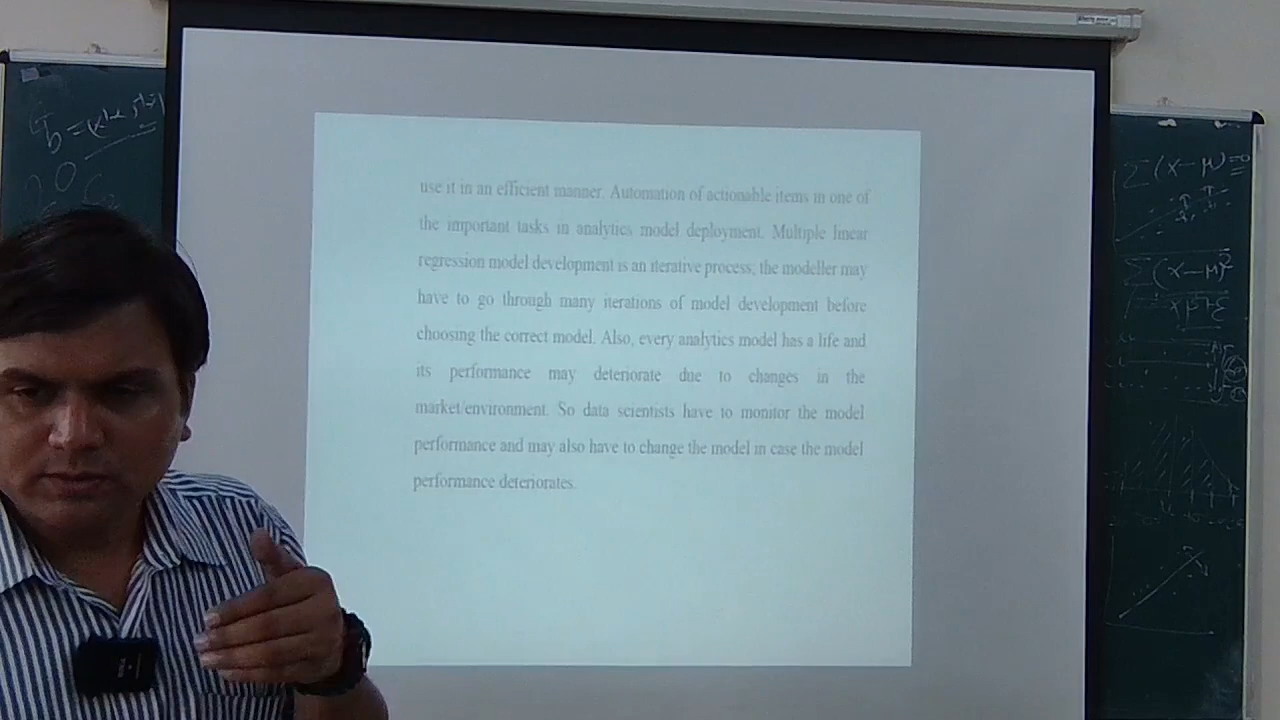 use it in an efficient manner. Automation of actionable items in one of
the important tasks in analytics model deployment. Multiple linear
regression model development is an iterative process, the modeller may
have to go through many iterations of model development before
choosing the correct model. Also, every analytics model has a life and
its performance may deteriorate due to changes in the
market/environment. So data scientists have to monitor the model
performance and may also have to change the model in case the model
performance deteriorates.
Σ(x-μ)=0